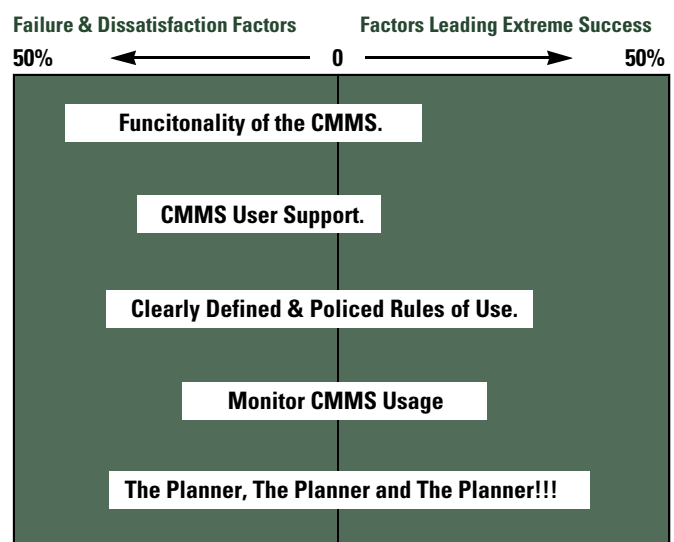 Failure & Dissatisfaction Factors Factors Leading Extreme Success
50% 0 50%
Funcitonality of the CMMS.
CMMS User Support.
Clearly Defined & Policed Rules of Use.
Monitor CMMS Usage
The Planner, The Planner and The Planner!!!